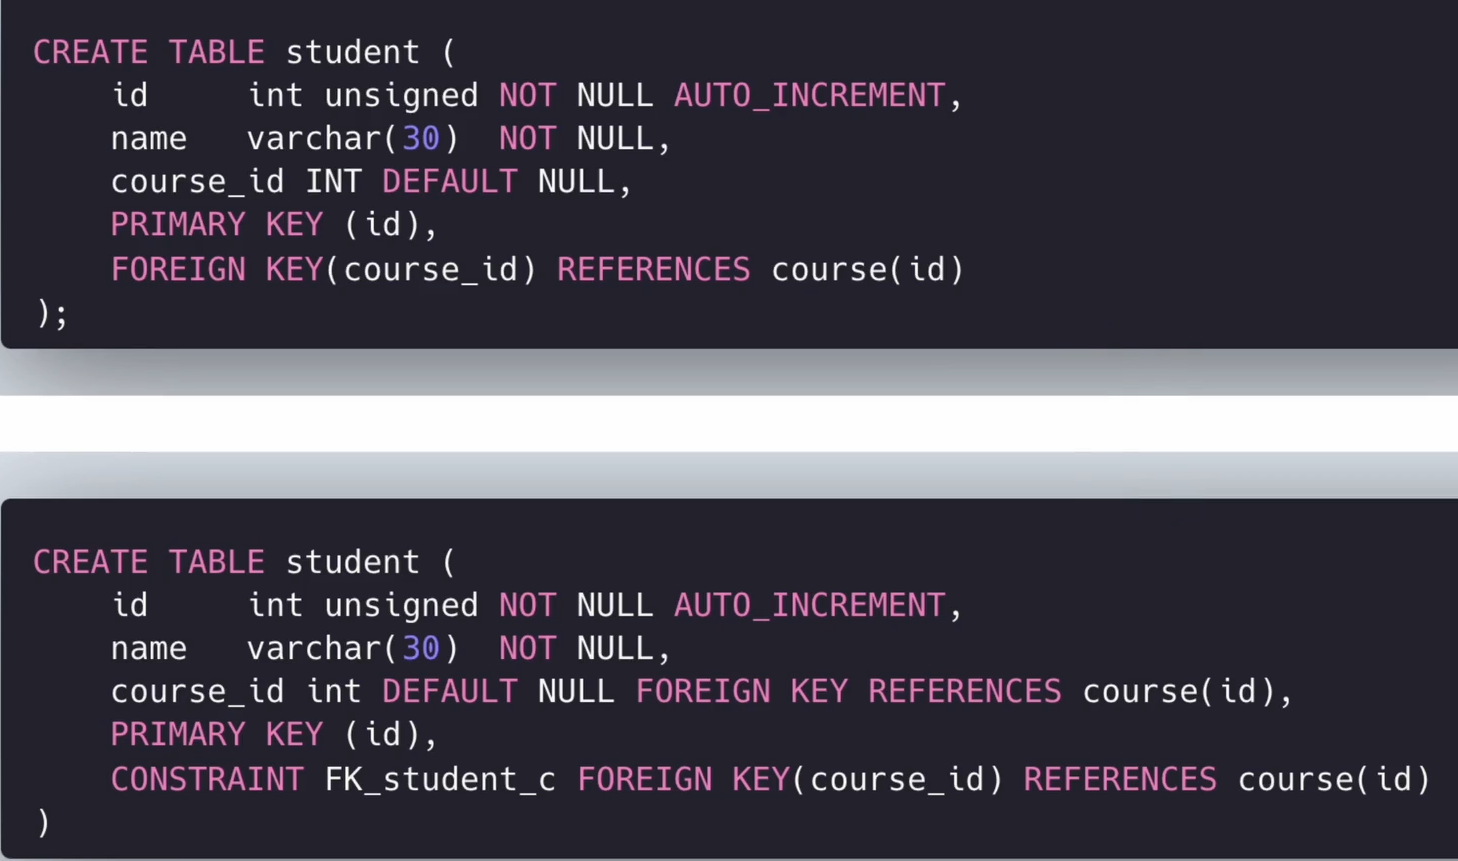 CREATE TABLE student (
id int unsigned NOT NULL AUTO_INCREMENT,
name varchar(30) NOT NULL,
course_id INT DEFAULT NULL,
PRIMARY KEY (id),
FOREIGN KEY(course_id) REFERENCES course(id)
);
CREATE TABLE student (
id int unsigned NOT NULL AUTO_INCREMENT,
name varchar(30) NOT NULL,
course_id int DEFAULT NULL FOREIGN KEY REFERENCES course(id),
PRIMARY KEY (id),
CONSTRAINT FK_student_c FOREIGN KEY(course_id) REFERENCES course(id)
)